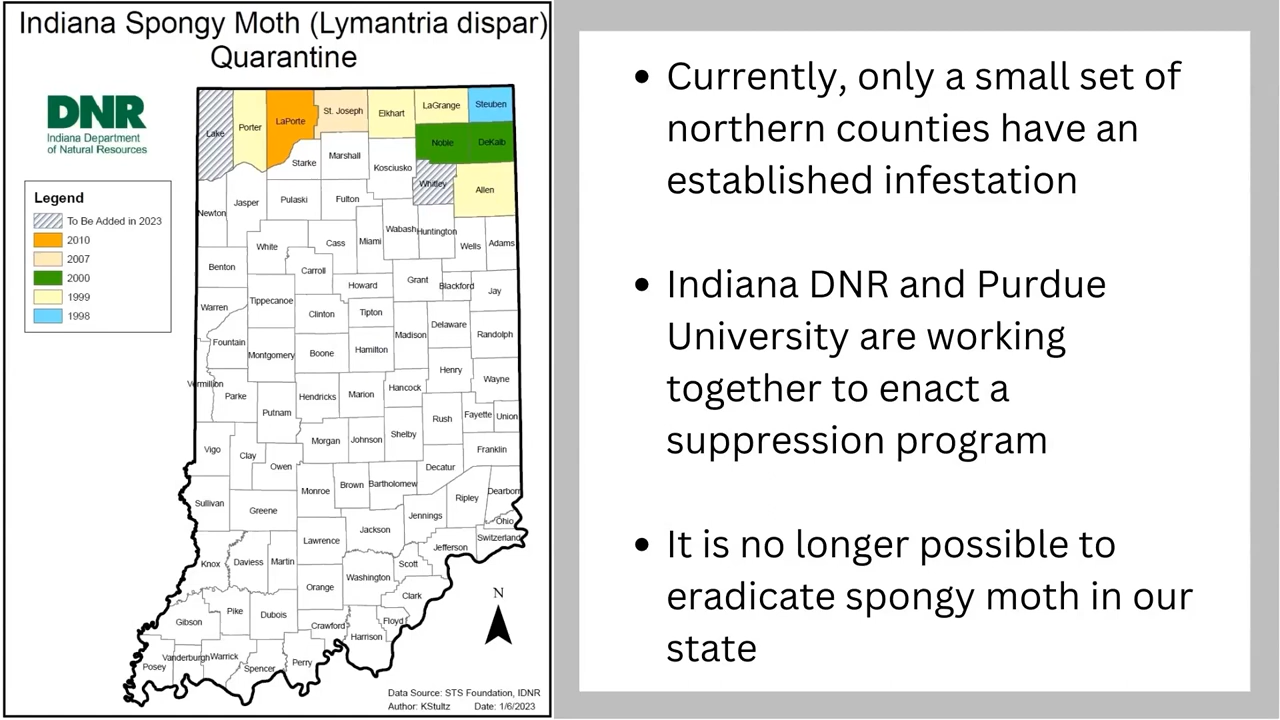 Indiana Spongy Moth (Lymantria dispar)
Quarantine
DNR
Indiana Department
of Natural Resources
Legend
To Be Added in 2023
2010
2007
2000
1999
1998
Lake
Porter
LaPorte
St. Joseph
Elkhart
LaGrange
Steuben
Noble
DeKalb
Starke
Marshall
Kosciusko
Whitley
Allen
Newton
Jasper
Pulaski
Fulton
Wabash
Huntington
Miami
Cass
White
Wells
Adams
Benton
Carroll
Grant
Howard
Blackford
Jay
Warren
Tippecanoe
Clinton
Tipton
Madison
Delaware
Randolph
Fountain
Montgomery
Boone
Hamilton
Henry
Wayne
Vermillion
Parke
Putnam
Hendricks
Marion
Hancock
Rush
Fayette
Union
Shelby
Morgan
Johnson
Vigo
Clay
Owen
Franklin
Decatur
Monroe
Brown
Bartholomew
Ripley
Dearborn
Sullivan
Greene
Jennings
Jackson
Ohio
Switzerland
Lawrence
Jefferson
Knox
Daviess
Martin
Scott
Washington
Orange
Clark
Pike
Dubois
Gibson
Crawford
Floyd
Harrison
Posey
Vanderburgh
Warrick
Spencer
Perry
N
Data Source: STS Foundation, IDNR
Author: KStultz Date: 1/6/2023
• Currently, only a small set of
northern counties have an
established infestation
• Indiana DNR and Purdue
University are working
together to enact a
suppression program
• It is no longer possible to
eradicate spongy moth in our
state